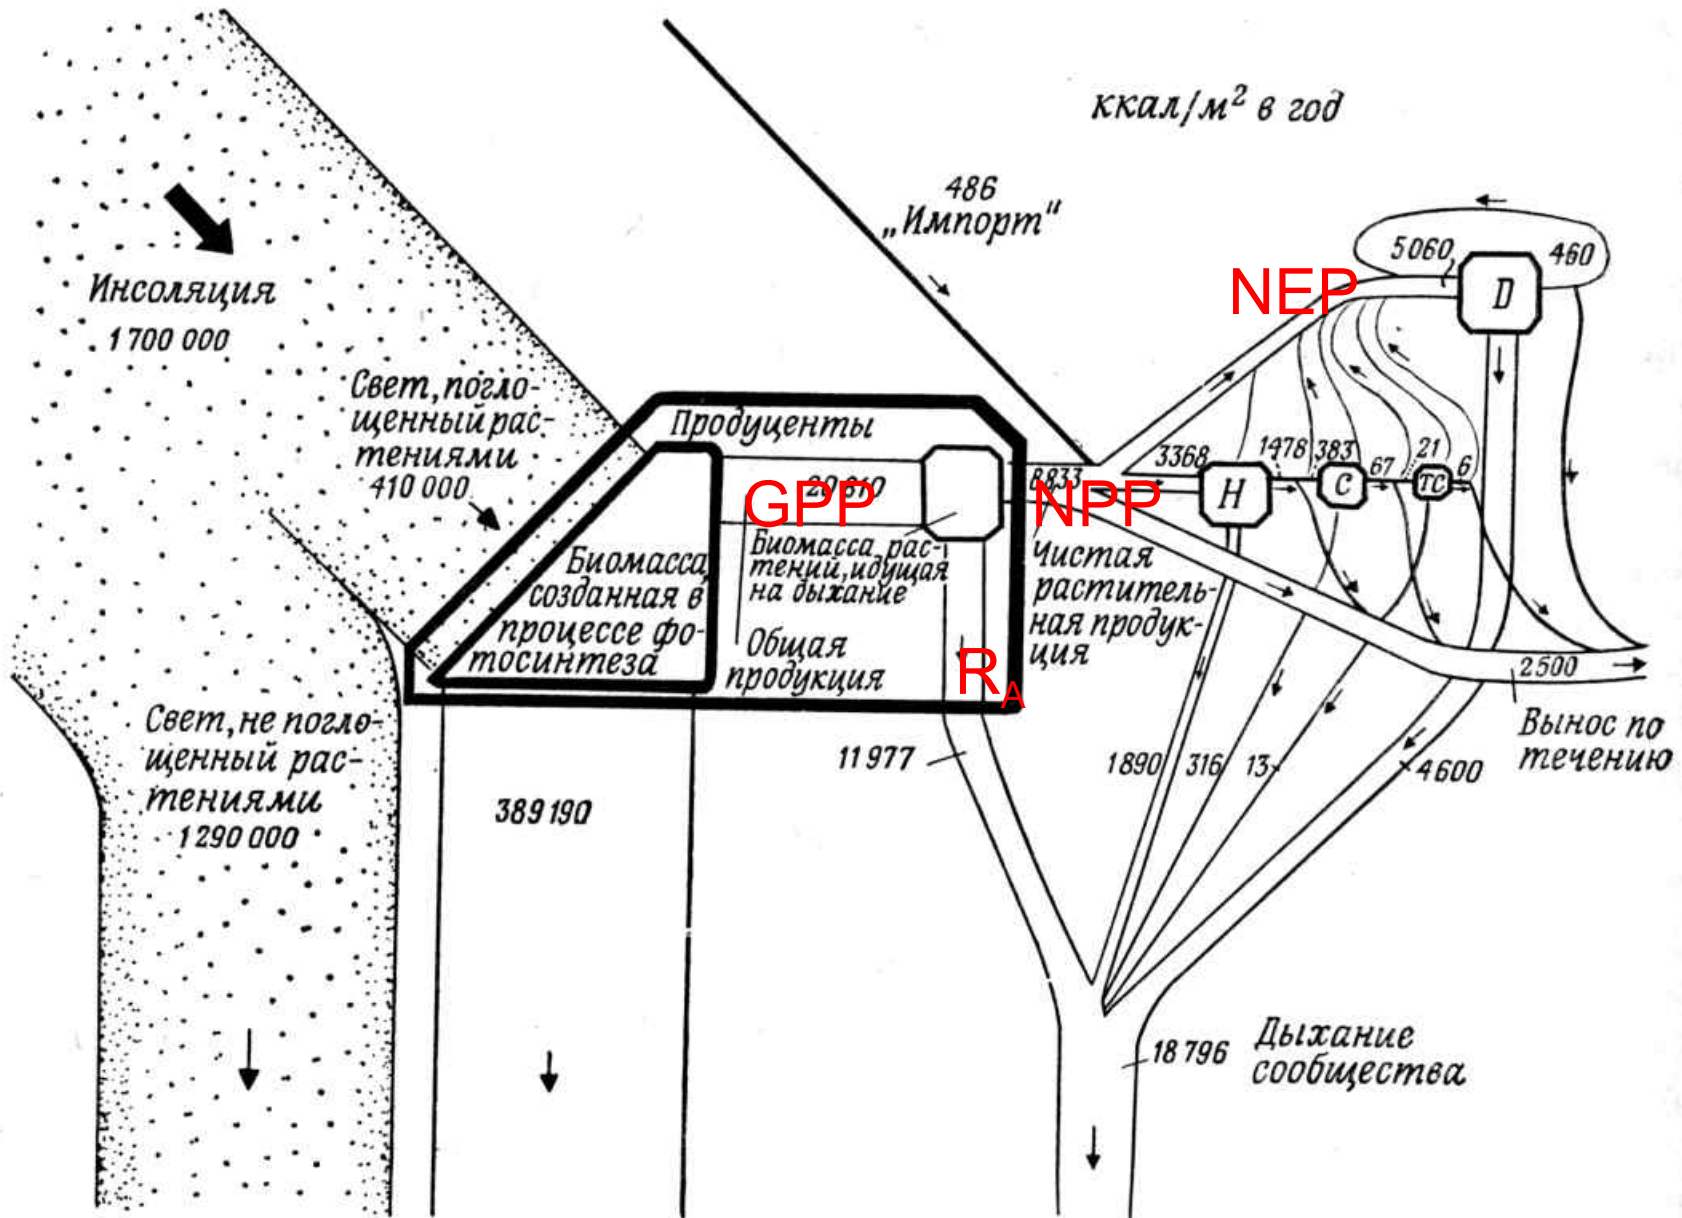 ккал/м² в год
486
„Импорт“
Инсоляция
1 700 000
Свет, погло-
щенный рас-
тениями
410 000
Продуценты
GPP
Биомасса,
созданная в
процессе фо-
тосинтеза
Биомасса рас-
тений, идущая
на дыхание
Общая
продукция
RA
8833
NPP
Чистая
раститель-
ная продук-
ция
NEP
5060
460
D
3368
H
1478
383
C
67
21
TC
6
2500
Вынос по
течению
Свет, не погло-
щенный рас-
тениями
1 290 000
389 190
11 977
1890
316
13
4600
18 796
Дыхание
сообщества